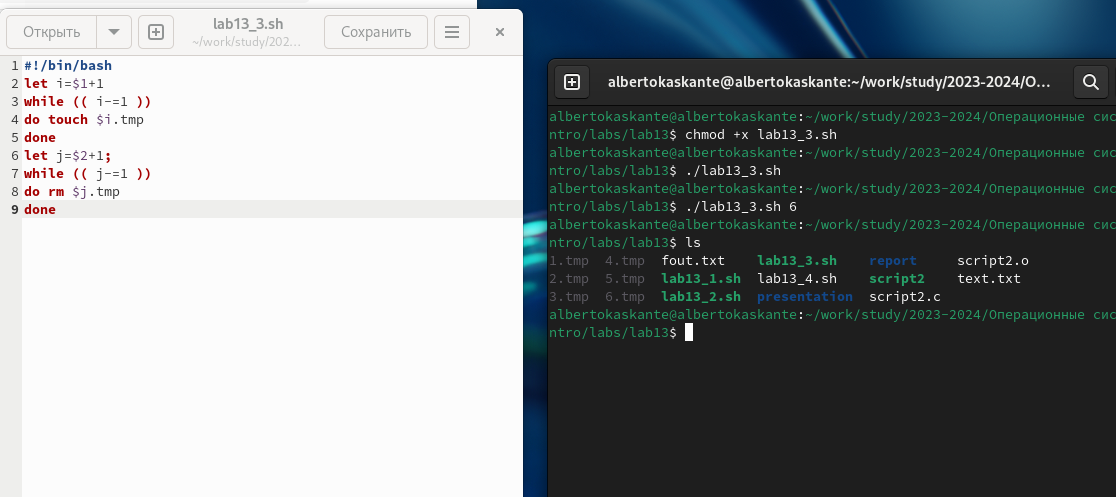 Открыть
lab13_3.sh
~/work/study/202...
Сохранить
1 #!/bin/bash
2 let i=$1+1
3 while (( i-=1 ))
4 do touch $i.tmp
5 done
6 let j=$2+1;
7 while (( j-=1 ))
8 do rm $j.tmp
9 done
albertokaskante@albertokaskante:~/work/study/2023-2024/О...
albertokaskante@albertokaskante:~/work/study/2023-2024/Операционные сис
ntro/labs/lab13$ chmod +x lab13_3.sh
albertokaskante@albertokaskante:~/work/study/2023-2024/Операционные сис
ntro/labs/lab13$ ./lab13_3.sh
albertokaskante@albertokaskante:~/work/study/2023-2024/Операционные сис
ntro/labs/lab13$ ./lab13_3.sh 6
albertokaskante@albertokaskante:~/work/study/2023-2024/Операционные сис
ntro/labs/lab13$ ls
1.tmp 4.tmp fout.txt lab13_3.sh report script2.o
2.tmp 5.tmp lab13_1.sh lab13_4.sh script2 text.txt
3.tmp 6.tmp lab13_2.sh presentation script2.c
albertokaskante@albertokaskante:~/work/study/2023-2024/Операционные сис
ntro/labs/lab13$